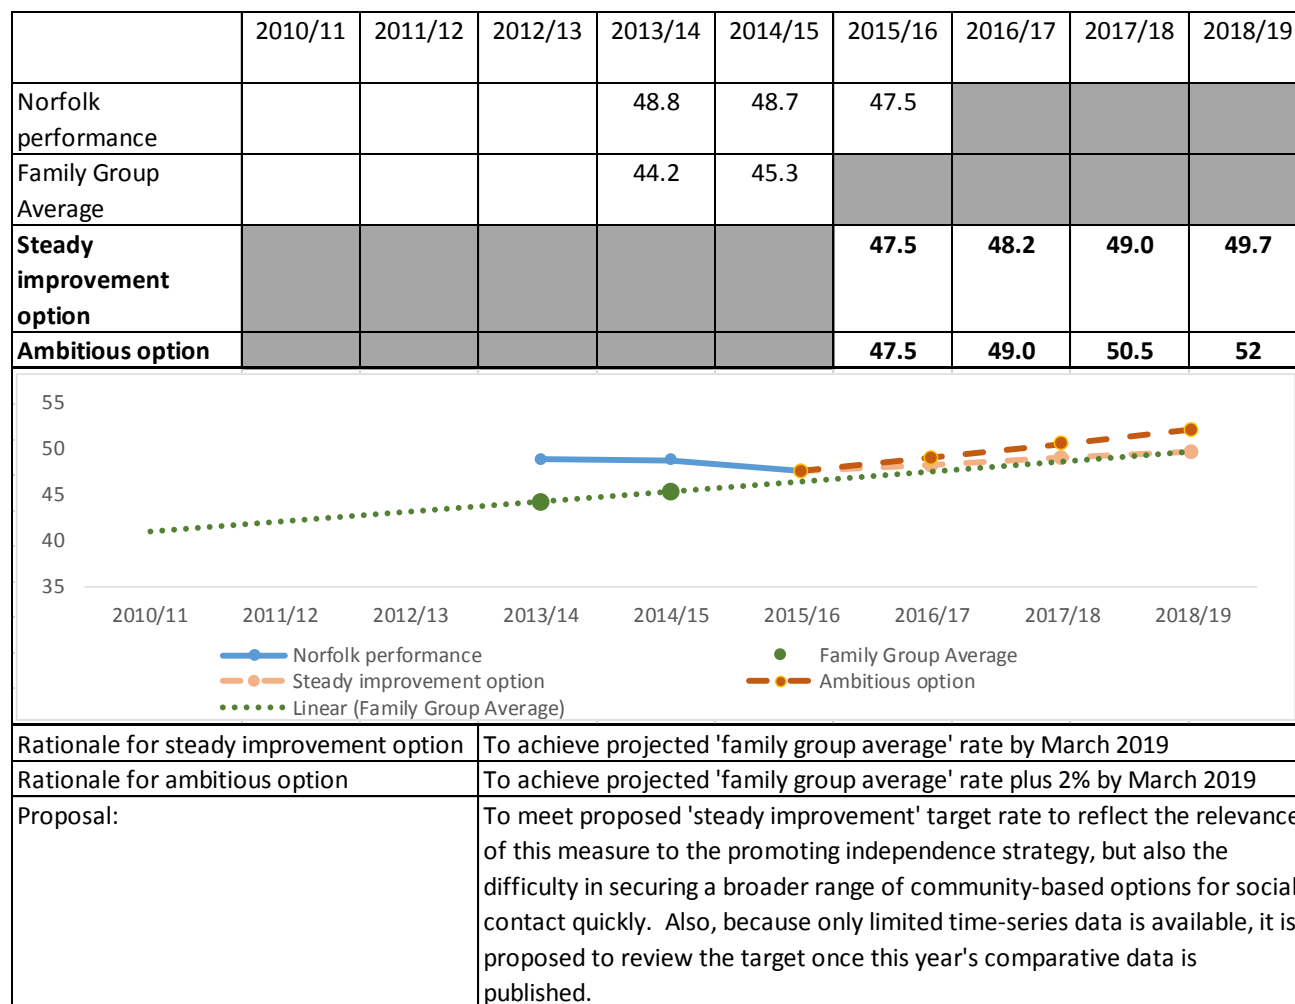 2010/11 2011/12 2012/13 2013/14 2014/15 2015/16 2016/17 2017/18 2018/19
Norfolk performance 48.8 48.7 47.5
Family Group Average 44.2 45.3
Steady improvement option 47.5 48.2 49.0 49.7
Ambitious option 47.5 49.0 50.5 52
55
50
45
40
35
2010/11 2011/12 2012/13 2013/14 2014/15 2015/16 2016/17 2017/18 2018/19
Norfolk performance Family Group Average
Steady improvement option Ambitious option
Linear (Family Group Average)
Rationale for steady improvement option To achieve projected 'family group average' rate by March 2019
Rationale for ambitious option To achieve projected 'family group average' rate plus 2% by March 2019
Proposal: To meet proposed 'steady improvement' target rate to reflect the relevance
of this measure to the promoting independence strategy, but also the
difficulty in securing a broader range of community-based options for social
contact quickly. Also, because only limited time-series data is available, it is
proposed to review the target once this year's comparative data is
published.